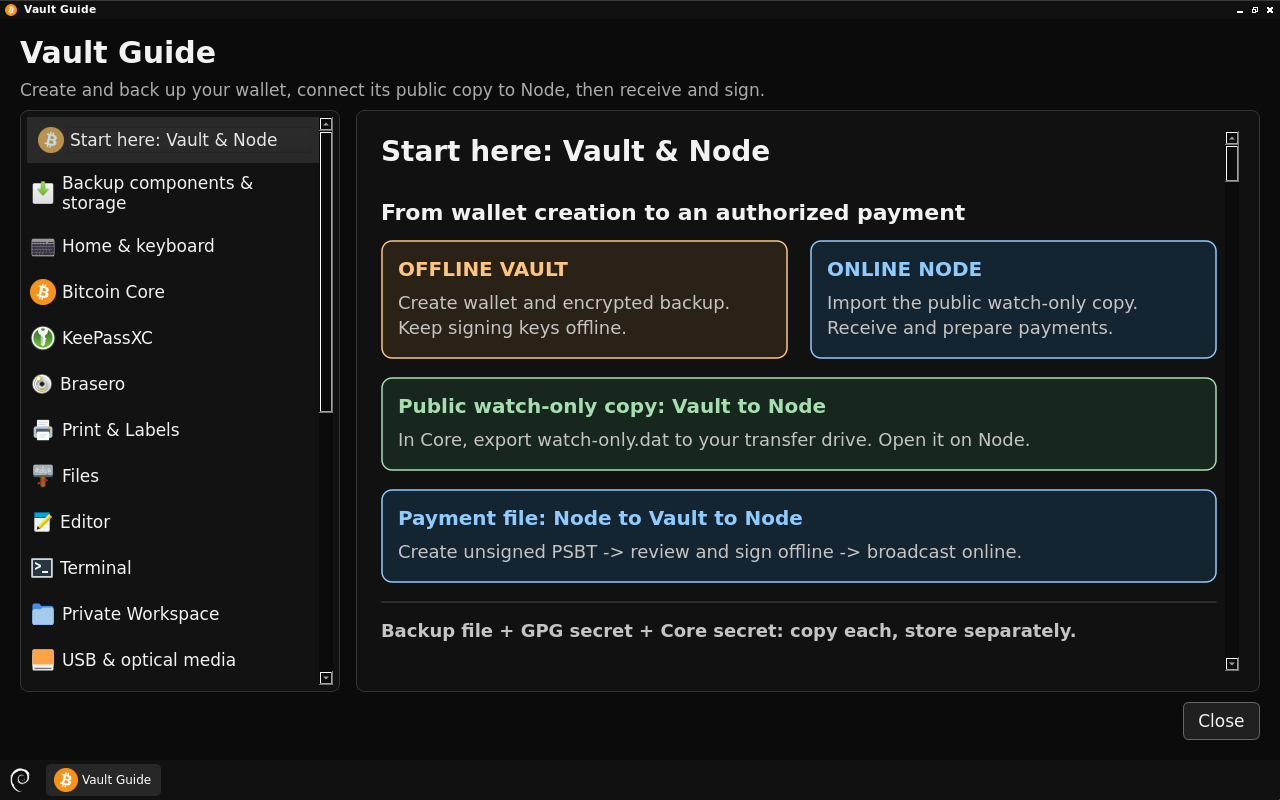 Vault Guide
Vault Guide
Create and back up your wallet, connect its public copy to Node, then receive and sign.
Start here: Vault & Node
Backup components &
storage
Home & keyboard
Bitcoin Core
KeePassXC
Brasero
Print & Labels
Files
Editor
Terminal
Private Workspace
USB & optical media
Start here: Vault & Node
From wallet creation to an authorized payment
OFFLINE VAULT
Create wallet and encrypted backup.
Keep signing keys offline.
ONLINE NODE
Import the public watch-only copy.
Receive and prepare payments.
Public watch-only copy: Vault to Node
In Core, export watch-only.dat to your transfer drive. Open it on Node.
Payment file: Node to Vault to Node
Create unsigned PSBT -> review and sign offline -> broadcast online.
Backup file + GPG secret + Core secret: copy each, store separately.
Close
Vault Guide